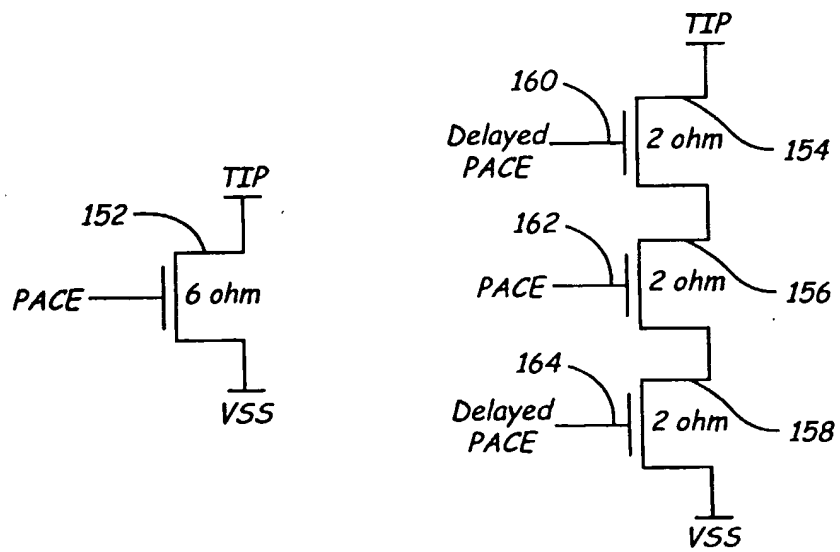 TIP
152
PACE
6 ohm
VSS
TIP
160
Delayed
PACE
2 ohm
154
162
PACE
2 ohm
156
164
Delayed
PACE
2 ohm
158
VSS